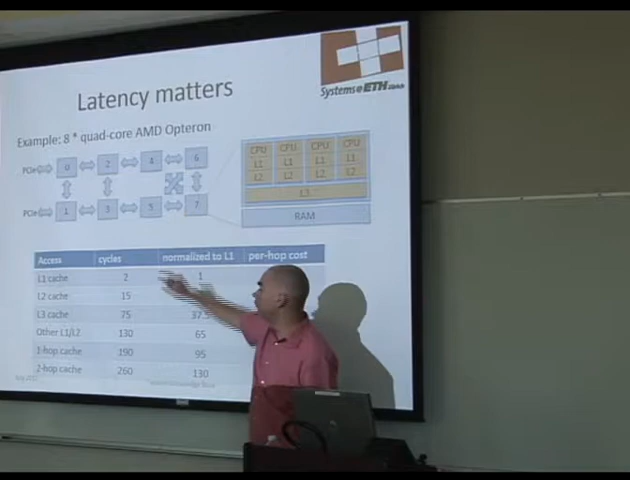 Latency matters
Systems@ETH Zürich
Example: 8 * quad-core AMD Opteron
PCIe 0 2 4 6
PCIe 1 3 5 7
CPU CPU CPU CPU
L1 L1 L1 L1
L2 L2 L2 L2
L3
RAM
Access cycles normalized to L1 per-hop cost
L1 cache 2 1
L2 cache 15
L3 cache 75 37.5
Other L1/L2 130 65
1-hop cache 190 95
2-hop cache 260 130